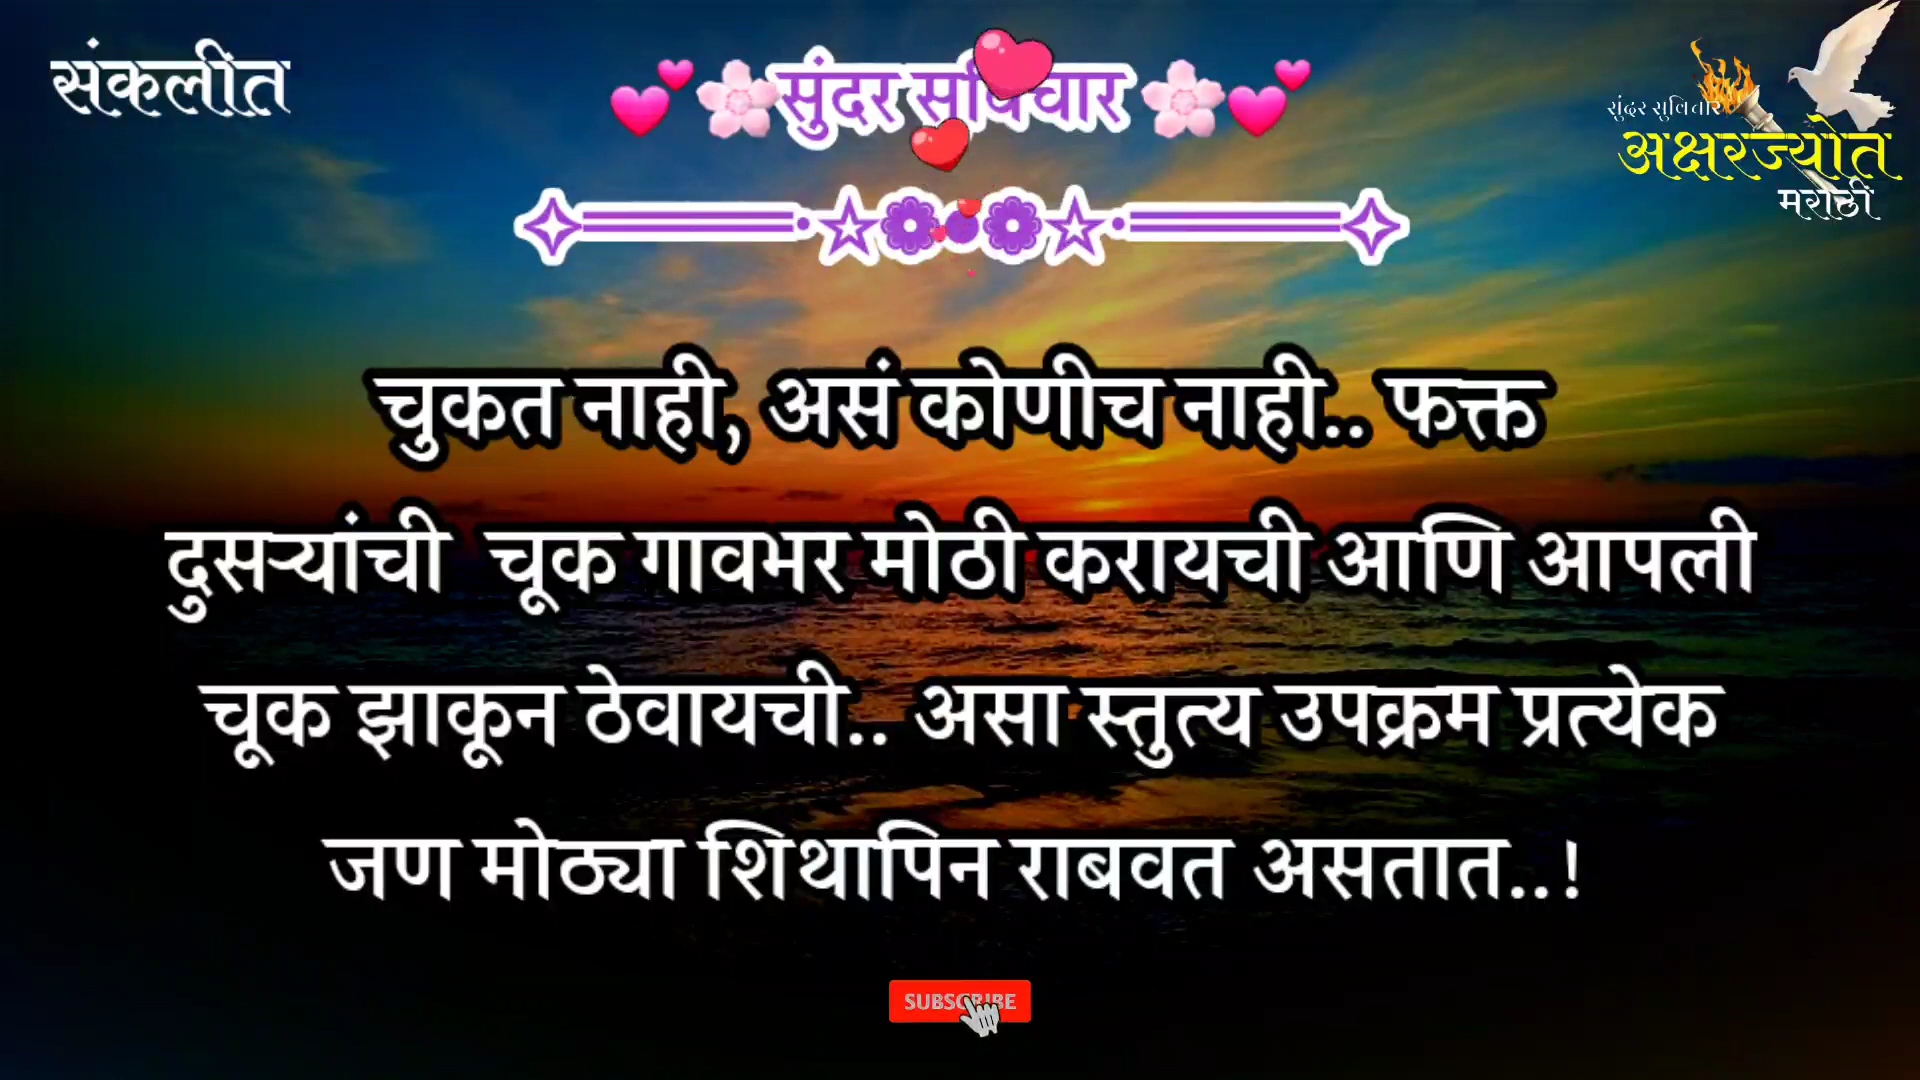 संकलीत
सुंदर सुविचार
सुंदर सुविचार
अक्षरज्योत
मराठी
चुकत नाही, असं कोणीच नाही.. फक्त
दुसऱ्यांची चूक गावभर मोठी करायची आणि आपली
चूक झाकून ठेवायची.. असा स्तुत्य उपक्रम प्रत्येक
जण मोठ्या शिथापिन राबवत असतात..!
SUBSCRIBE